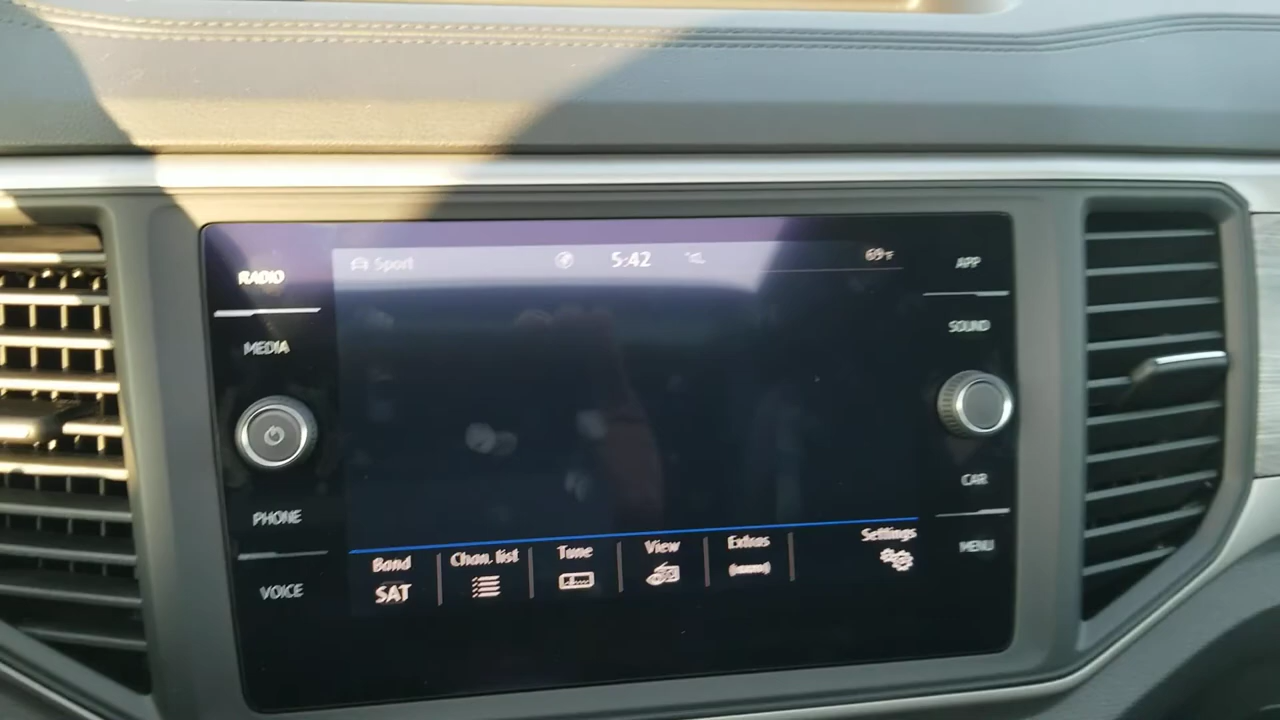 Sport 5:42 69°F
RADIO
MEDIA
PHONE
VOICE
APP
SOUND
CAR
MENU
Band Chan. list Tune View Extras Settings
SAT